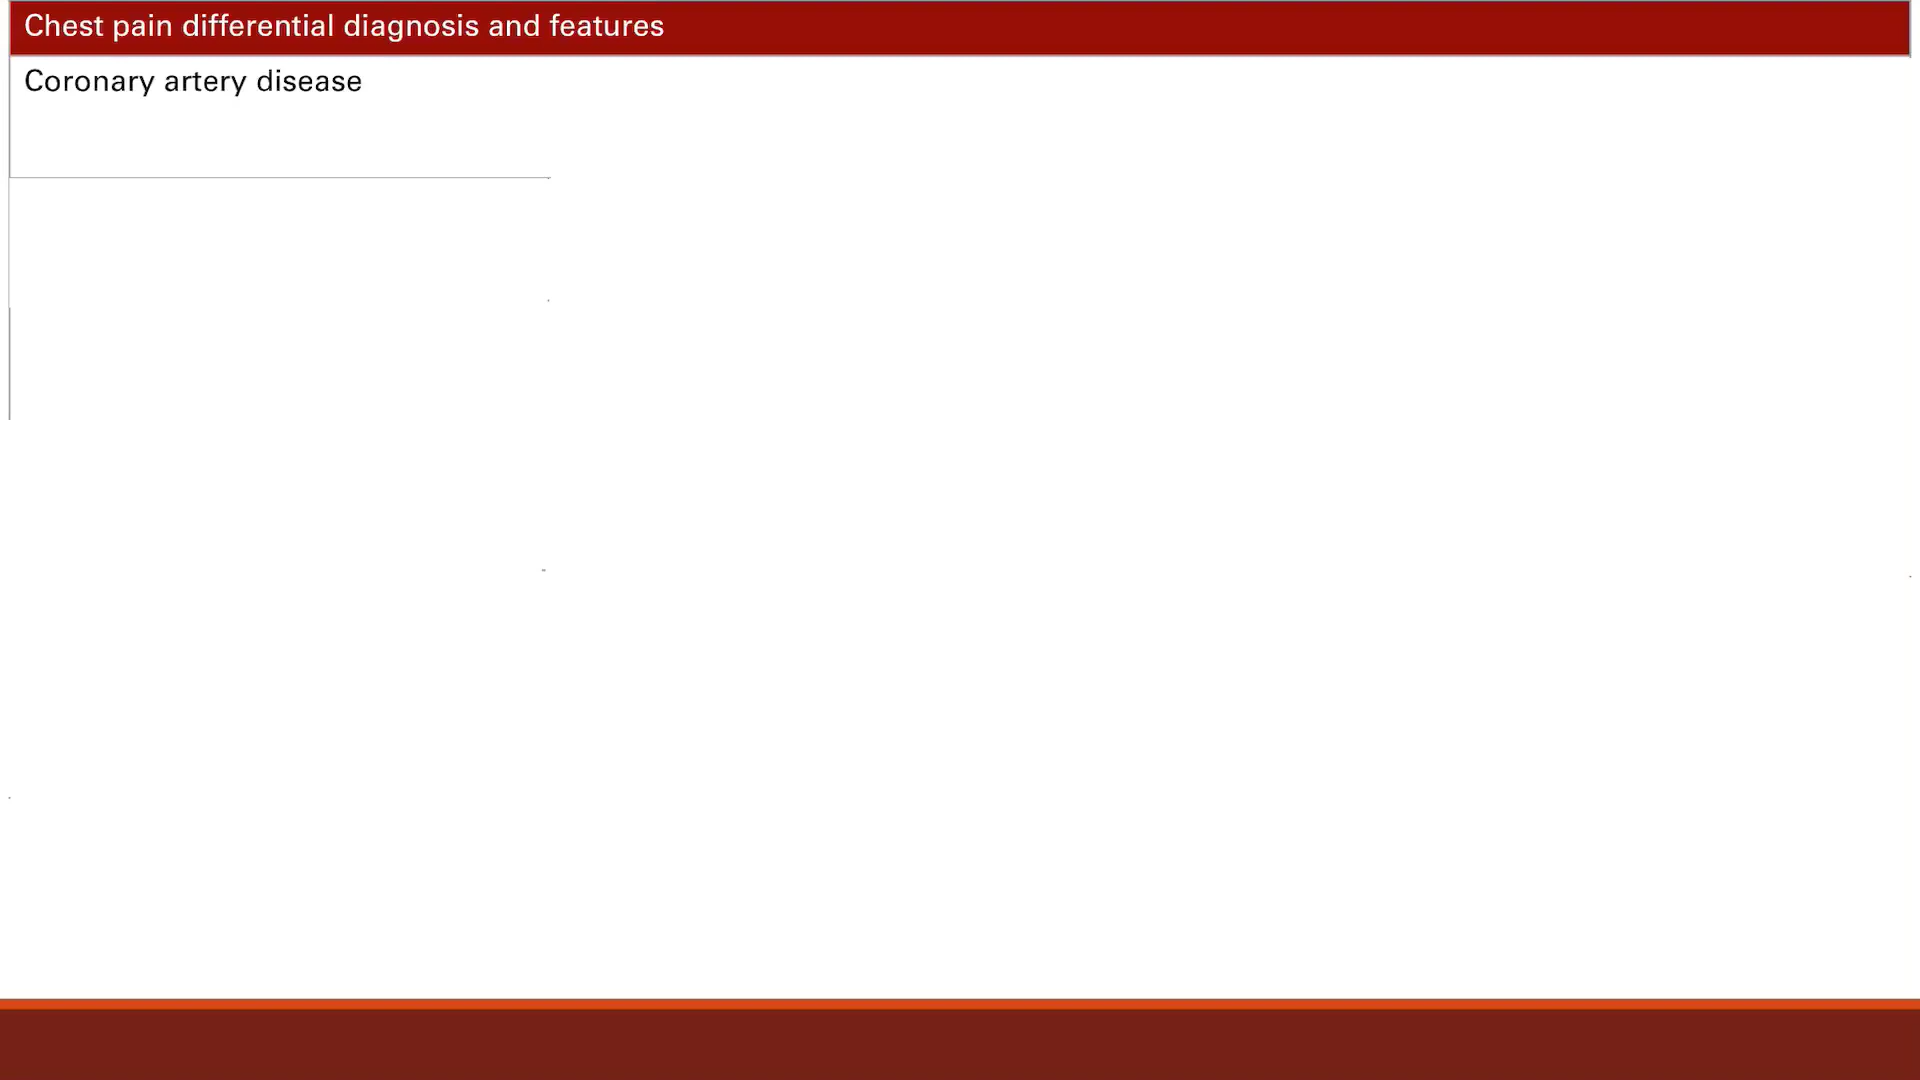 Chest pain differential diagnosis and features
Coronary artery disease